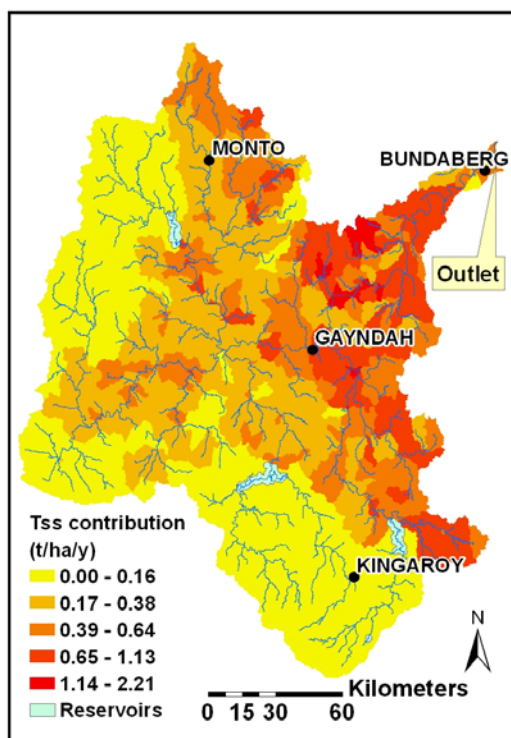 MONTO
BUNDABERG
Outlet
GAYNDAH
Tss contribution
(t/ha/y)
0.00 - 0.16
0.17 - 0.38
0.39 - 0.64
0.65 - 1.13
1.14 - 2.21
Reservoirs
KINGAROY
N
Kilometers
0 15 30 60